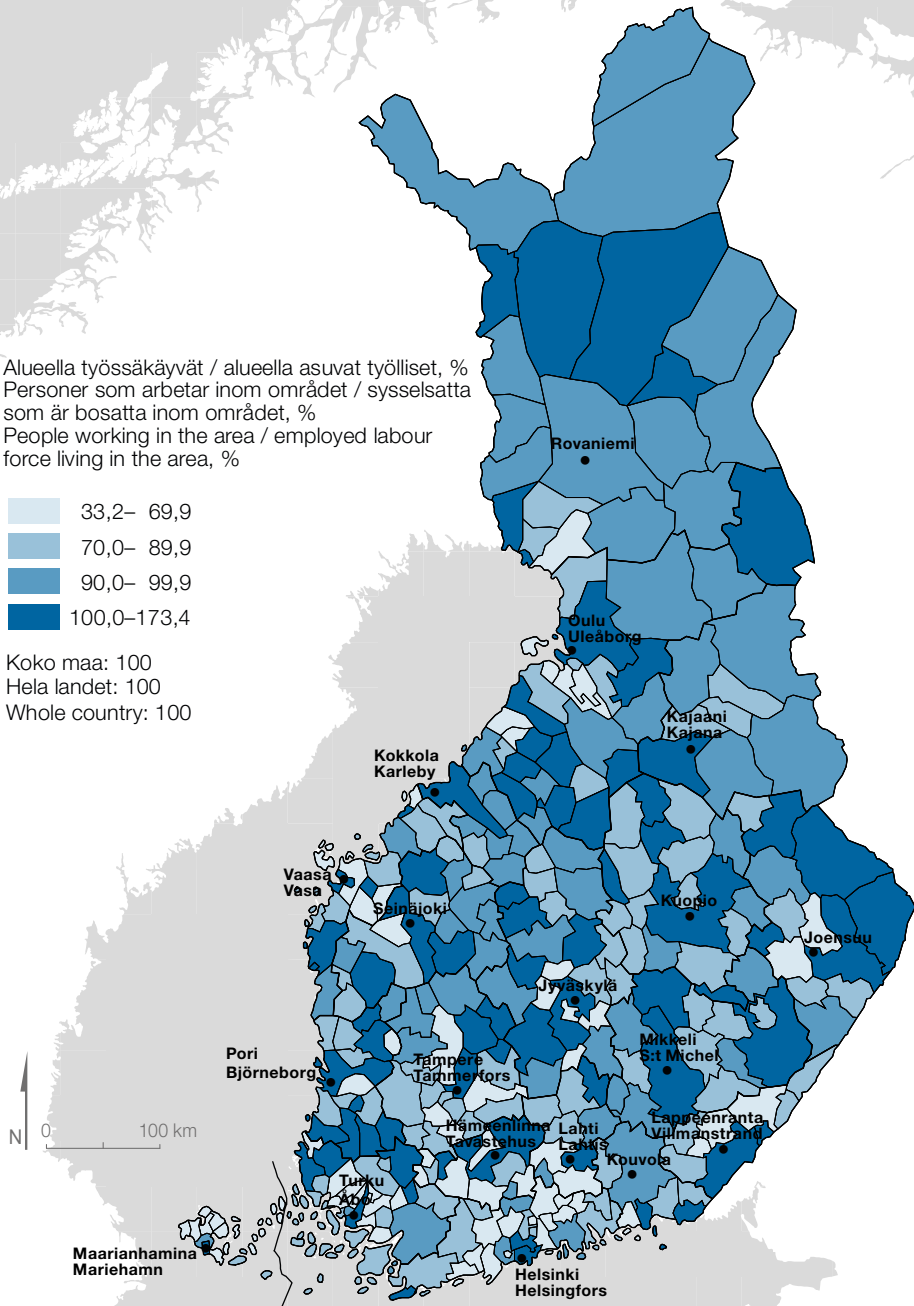 Alueella työssäkäyvät / alueella asuvat työlliset, %
Personer som arbetar inom området / sysselsatta
som är bosatta inom området, %
People working in the area / employed labour
force living in the area, %
33,2– 69,9
70,0– 89,9
90,0– 99,9
100,0–173,4
Koko maa: 100
Hela landet: 100
Whole country: 100
Rovaniemi
Oulu
Uleåborg
Kajaani
Kajana
Kokkola
Karleby
Vaasa
Vasa
Seinäjoki
Kuopio
Joensuu
Jyväskylä
Mikkeli
S:t Michel
Pori
Björneborg
Tampere
Tammerfors
Hämeenlinna
Tavastehus
Lahti
Lahtis
Lappeenranta
Villmanstrand
Kouvola
Turku
Åbo
Maarianhamina
Mariehamn
Helsinki
Helsingfors
N
0 100 km